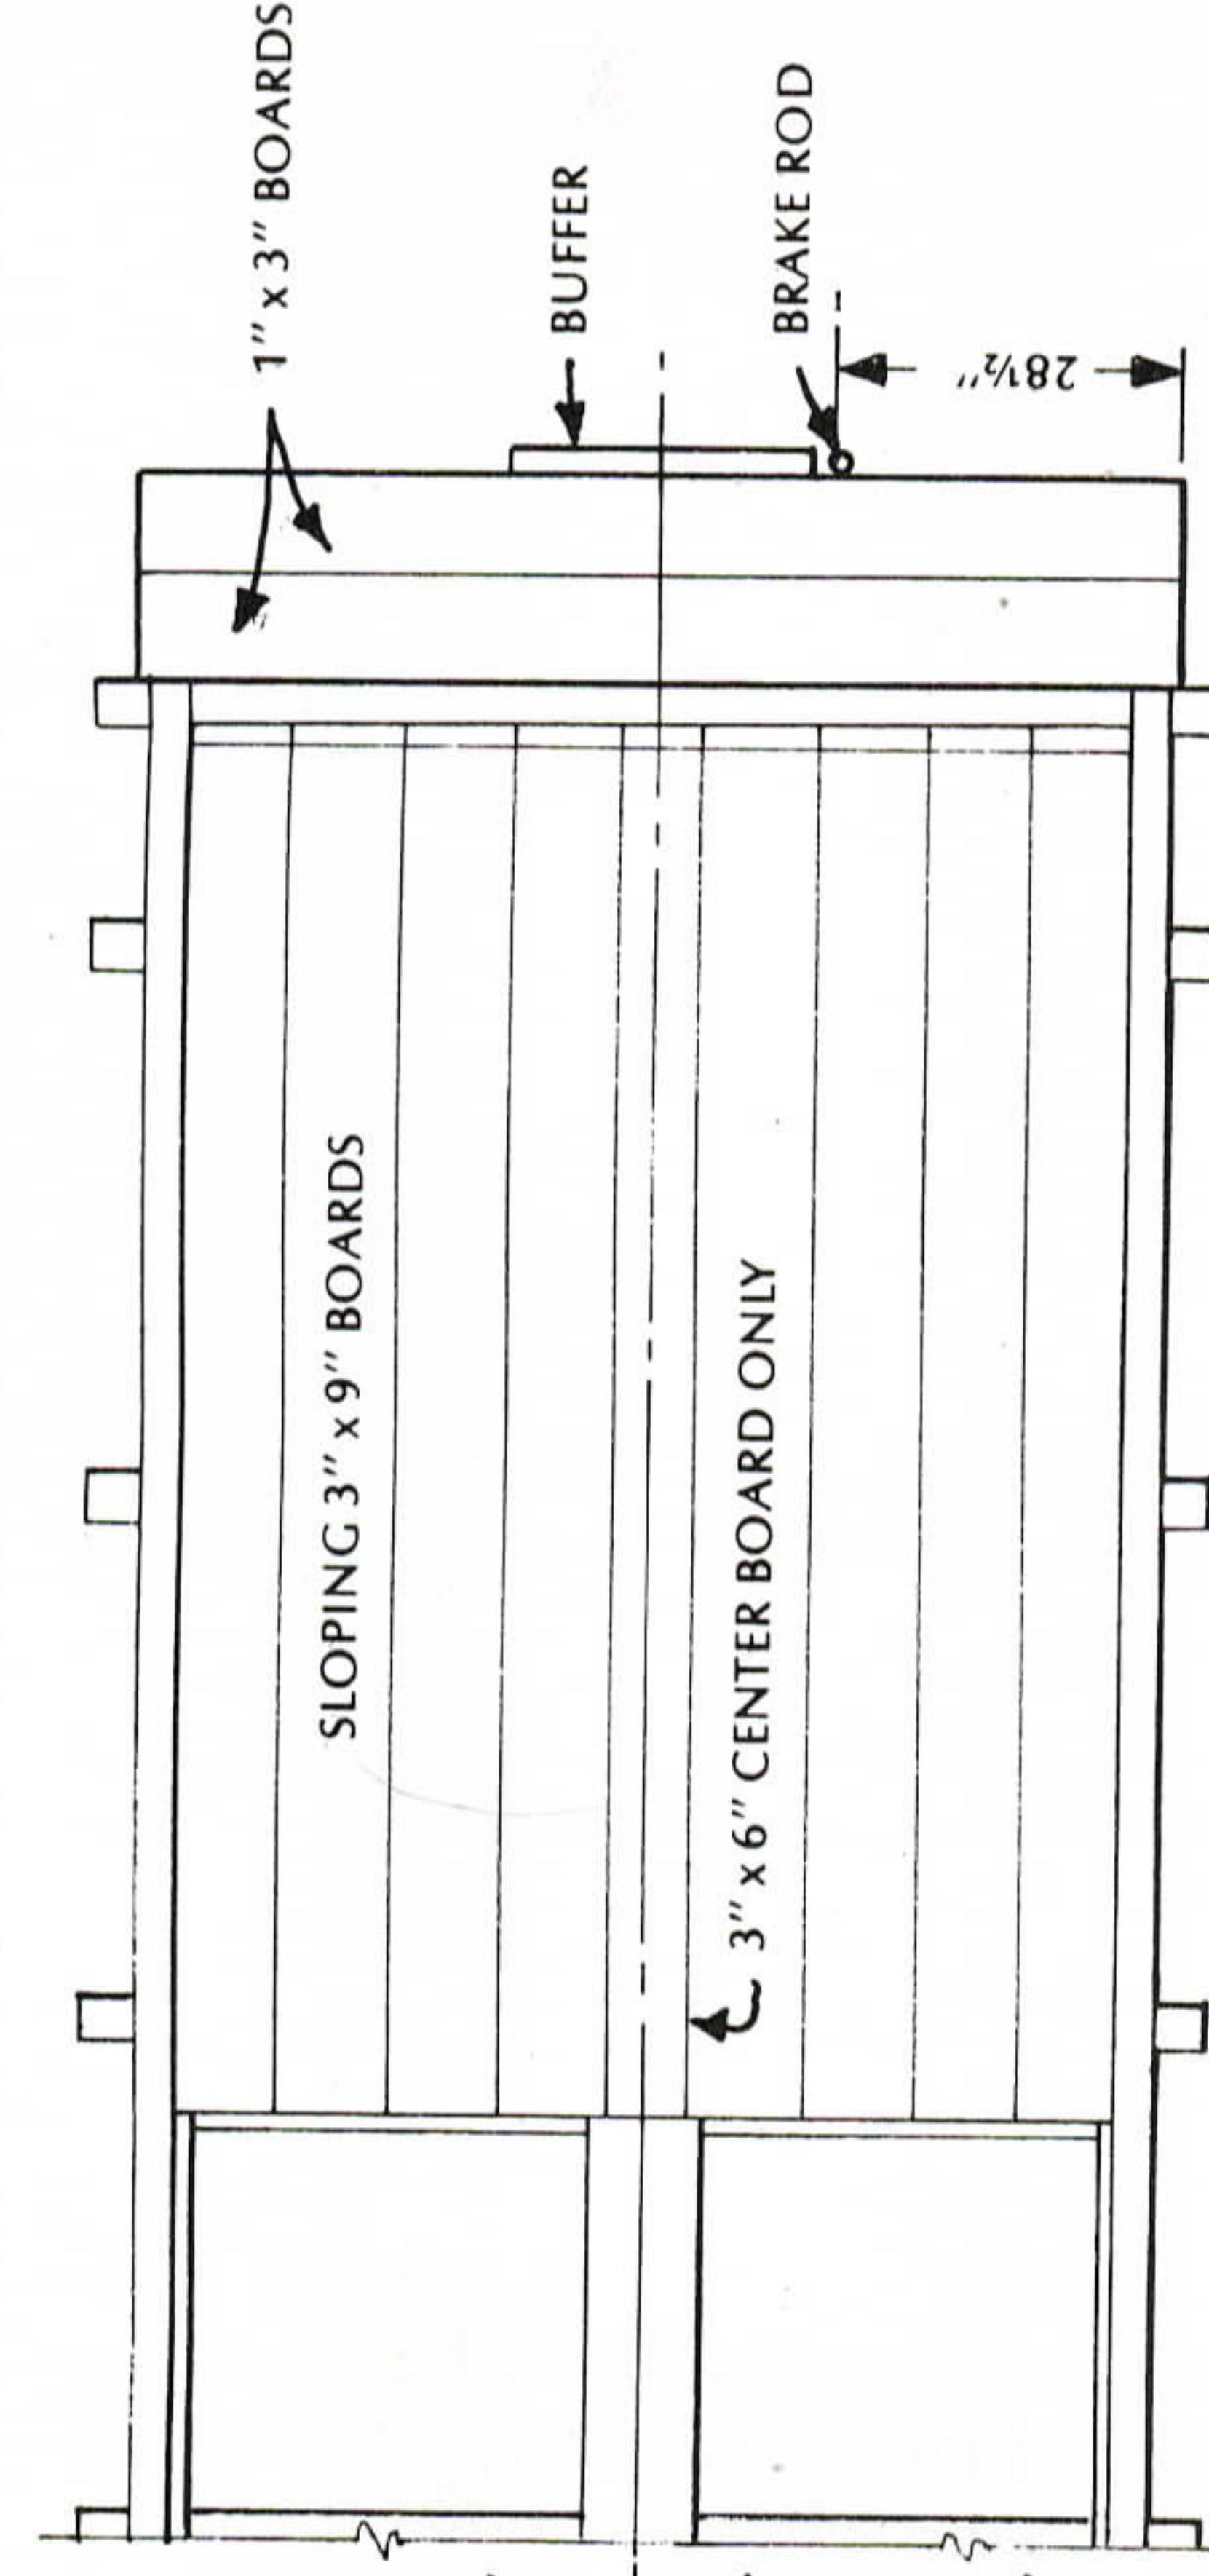 1″ x 3″ BOARDS
BUFFER
BRAKE ROD
28½″
SLOPING 3″ x 9″ BOARDS
3″ x 6″ CENTER BOARD ONLY